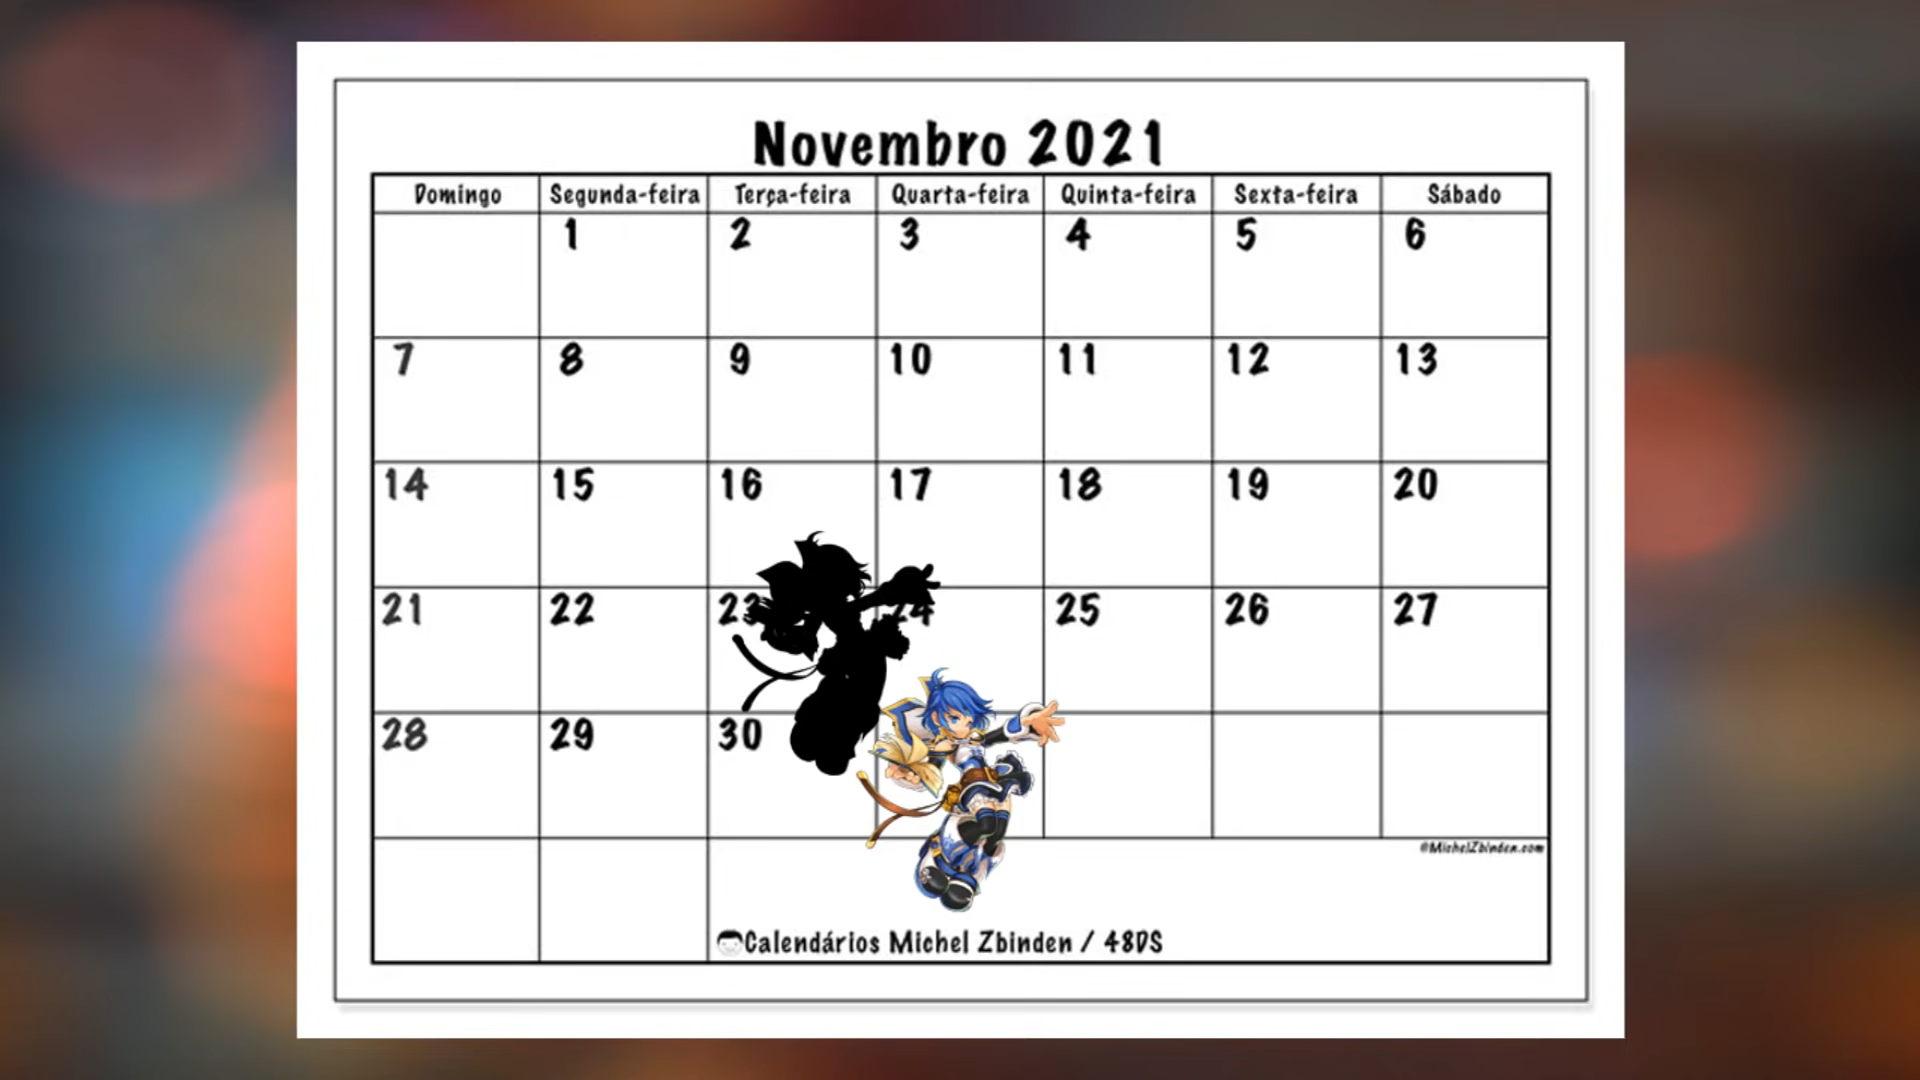 Novembro 2021
Domingo Segunda-feira Terça-feira Quarta-feira Quinta-feira Sexta-feira Sábado
1 2 3 4 5 6
7 8 9 10 11 12 13
14 15 16 17 18 19 20
21 22 23 24 25 26 27
28 29 30
©MichelZbinden.com
Calendários Michel Zbinden / 48DS